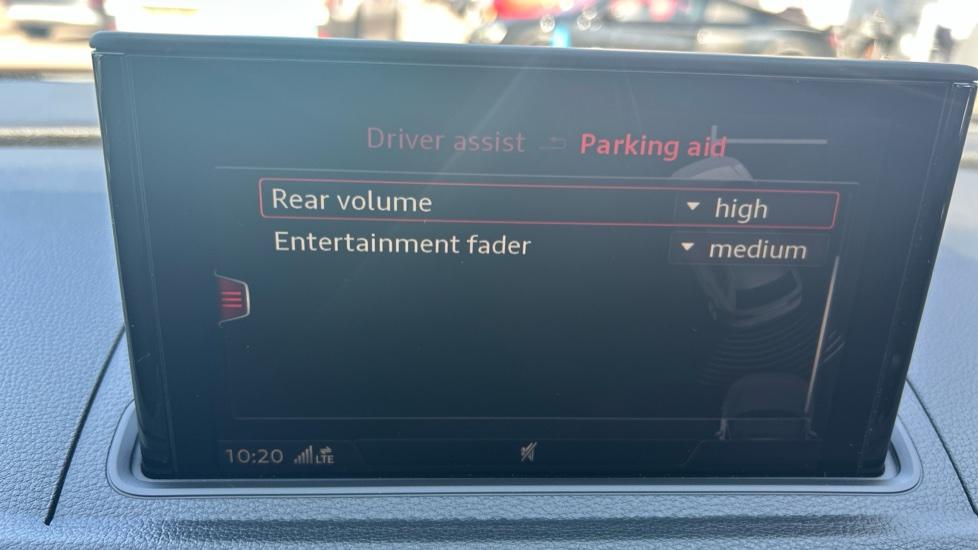 Driver assist Parking aid
Rear volume high
Entertainment fader medium
10:20 LTE